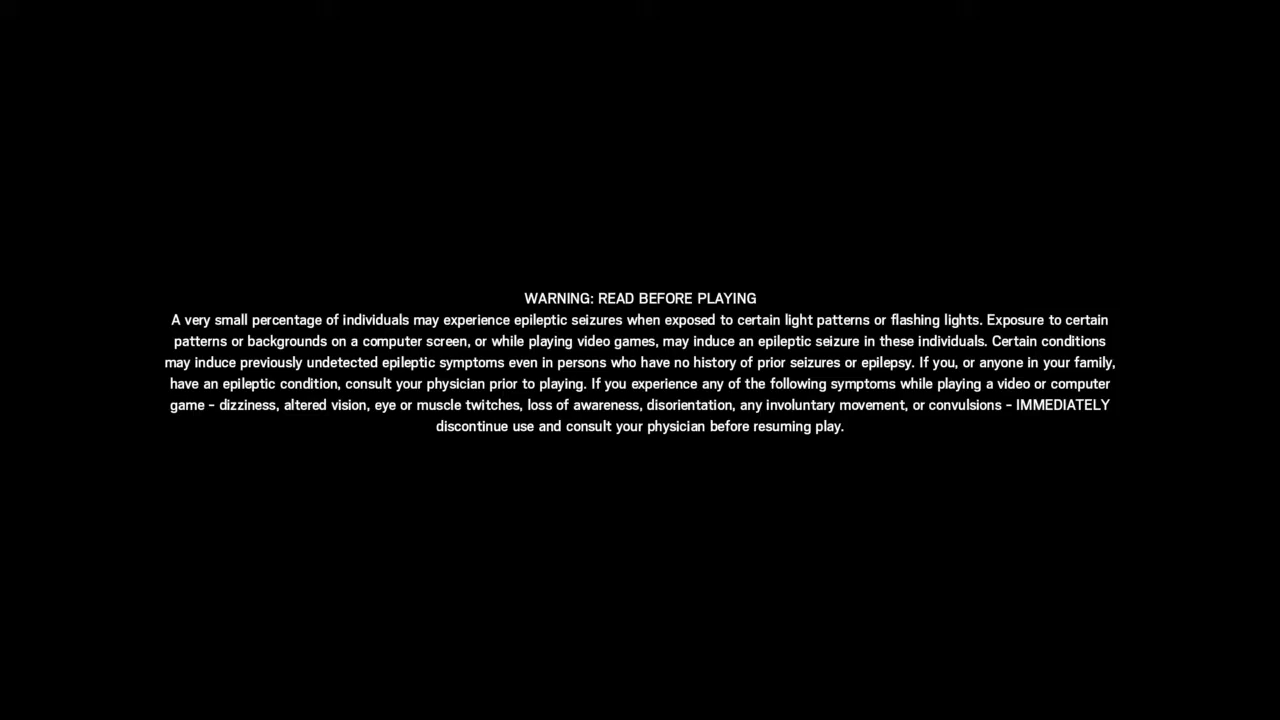 WARNING: READ BEFORE PLAYING
A very small percentage of individuals may experience epileptic seizures when exposed to certain light patterns or flashing lights. Exposure to certain
patterns or backgrounds on a computer screen, or while playing video games, may induce an epileptic seizure in these individuals. Certain conditions
may induce previously undetected epileptic symptoms even in persons who have no history of prior seizures or epilepsy. If you, or anyone in your family,
have an epileptic condition, consult your physician prior to playing. If you experience any of the following symptoms while playing a video or computer
game - dizziness, altered vision, eye or muscle twitches, loss of awareness, disorientation, any involuntary movement, or convulsions - IMMEDIATELY
discontinue use and consult your physician before resuming play.